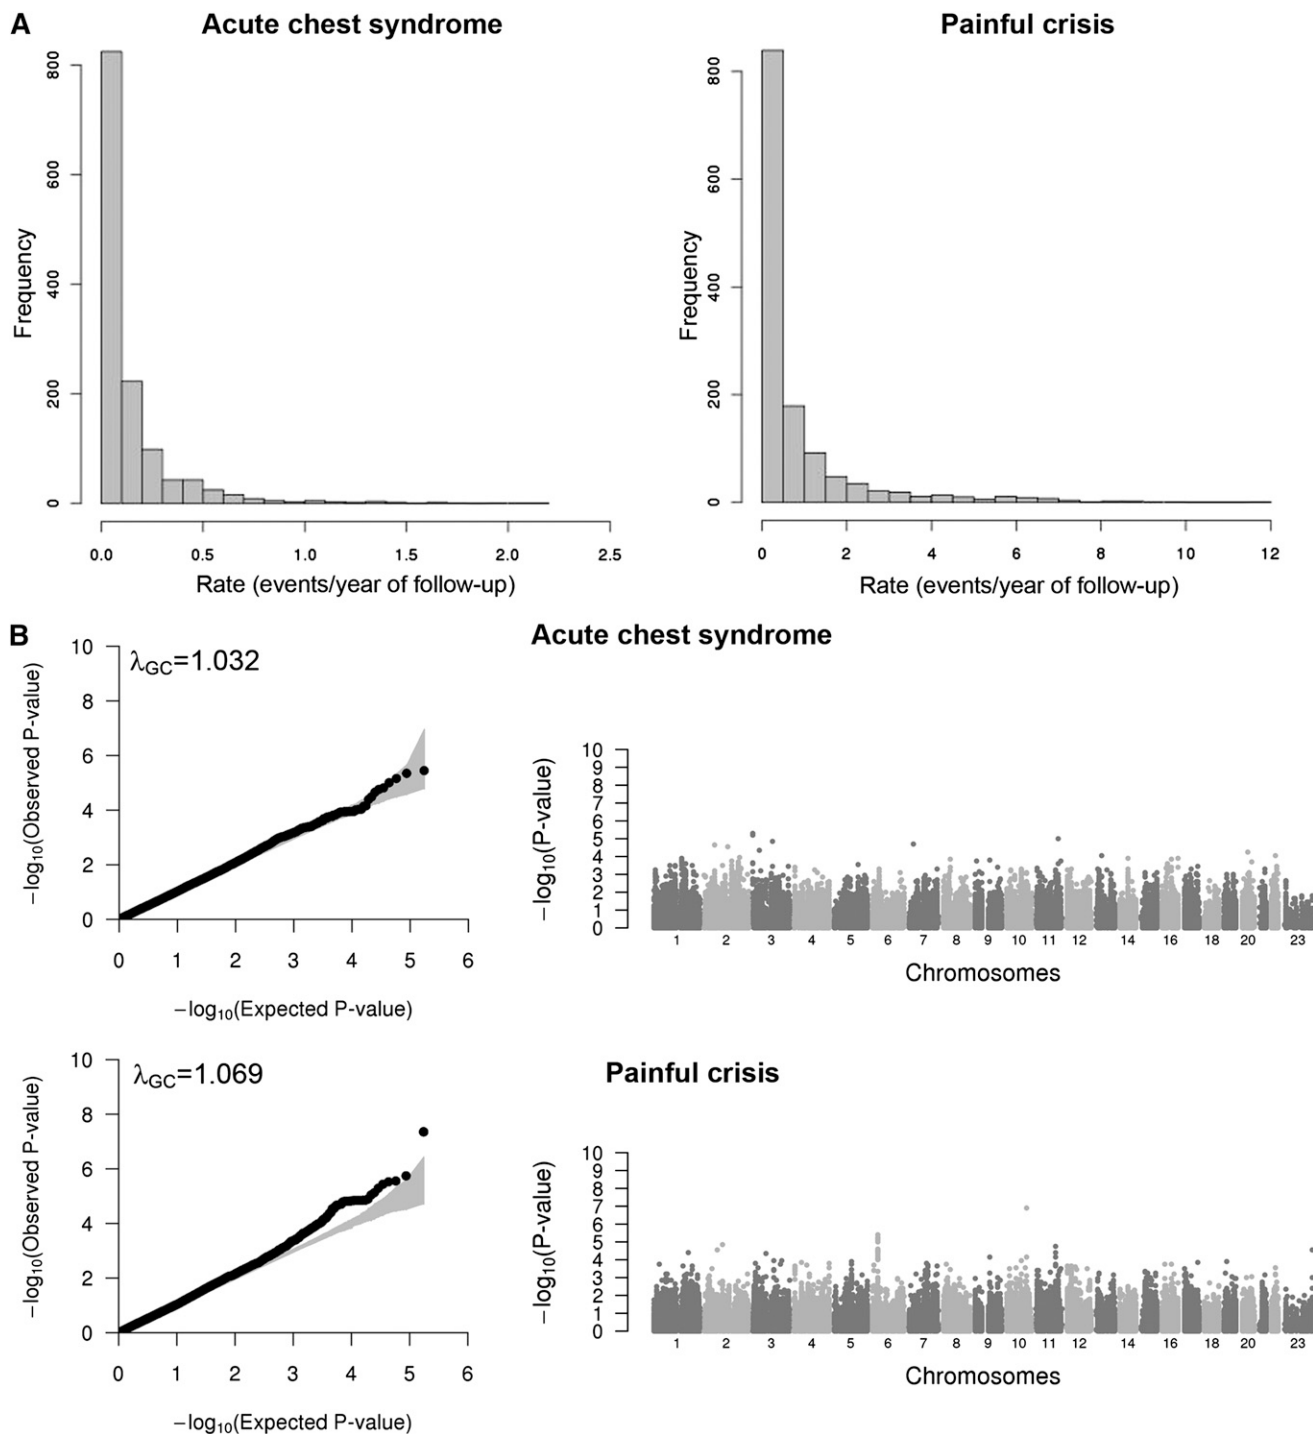 A
Acute chest syndrome
Painful crisis
Frequency
800
600
400
200
0
0.0 0.5 1.0 1.5 2.0 2.5
Rate (events/year of follow-up)
Frequency
800
600
400
200
0
0 2 4 6 8 10 12
Rate (events/year of follow-up)
B
Acute chest syndrome
λGC=1.032
−log10(Observed P-value)
10
8
6
4
2
0
0 1 2 3 4 5 6
−log10(Expected P-value)
−log10(P-value)
10
9
8
7
6
5
4
3
2
1
0
1 2 3 4 5 6 7 8 9 10 11 12 14 16 18 20 23
Chromosomes
Painful crisis
λGC=1.069
−log10(Observed P-value)
10
8
6
4
2
0
0 1 2 3 4 5 6
−log10(Expected P-value)
−log10(P-value)
10
9
8
7
6
5
4
3
2
1
0
1 2 3 4 5 6 7 8 9 10 11 12 14 16 18 20 23
Chromosomes